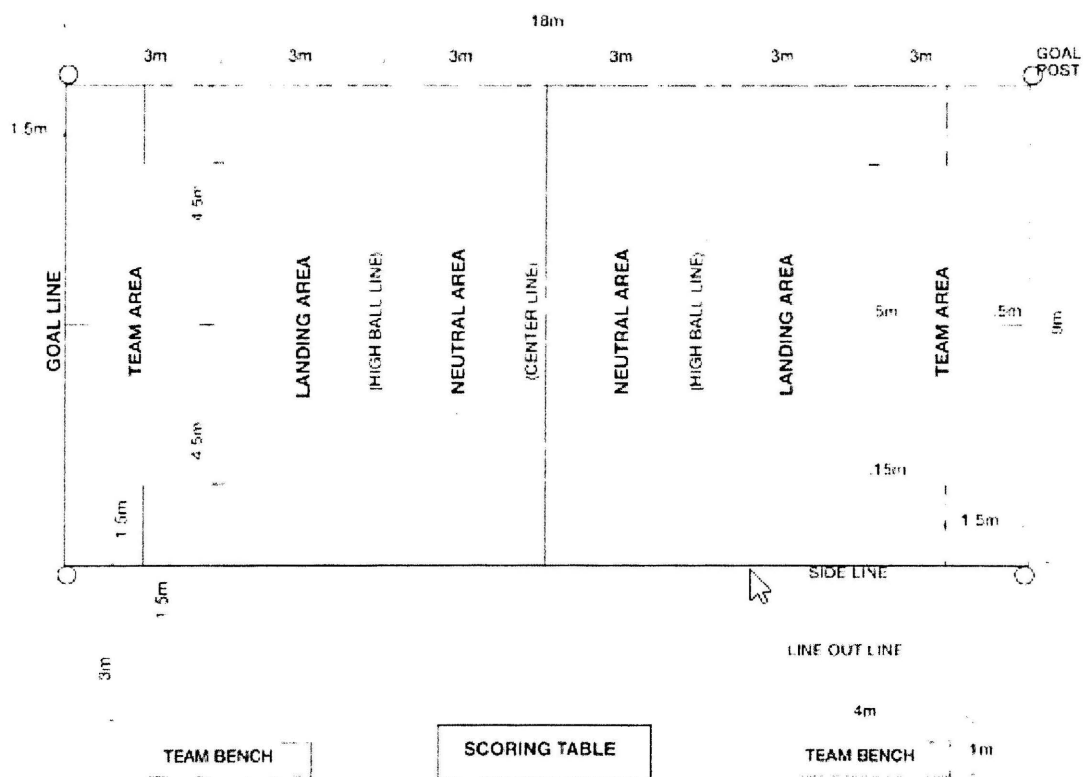 18m
3m 3m 3m 3m 3m 3m GOAL
POST
1.5m
4.5m
4.5m
GOAL LINE
TEAM AREA
LANDING AREA
(HIGH BALL LINE)
NEUTRAL AREA
(CENTER LINE)
NEUTRAL AREA
(HIGH BALL LINE)
LANDING AREA
.5m
TEAM AREA
.5m
9m
.15m
1.5m
1.5m
SIDE LINE
1.5m
LINE OUT LINE
3m
4m
TEAM BENCH
SCORING TABLE
TEAM BENCH
1m